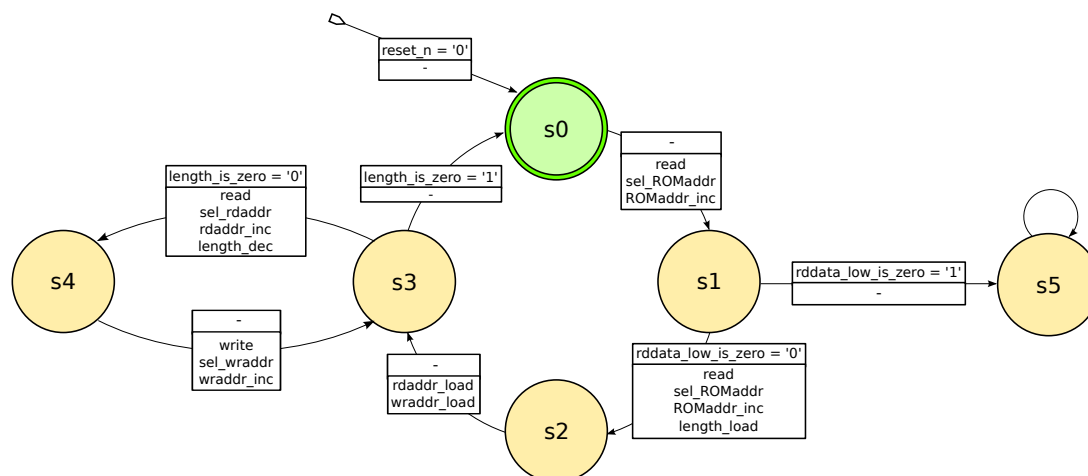 reset_n = '0'
-
s0
-
read
sel_ROMaddr
ROMaddr_inc
length_is_zero = '1'
-
length_is_zero = '0'
read
sel_rdaddr
rdaddr_inc
length_dec
s4
s3
s1
s5
rddata_low_is_zero = '1'
-
-
write
sel_wraddr
wraddr_inc
-
rdaddr_load
wraddr_load
rddata_low_is_zero = '0'
read
sel_ROMaddr
ROMaddr_inc
length_load
s2